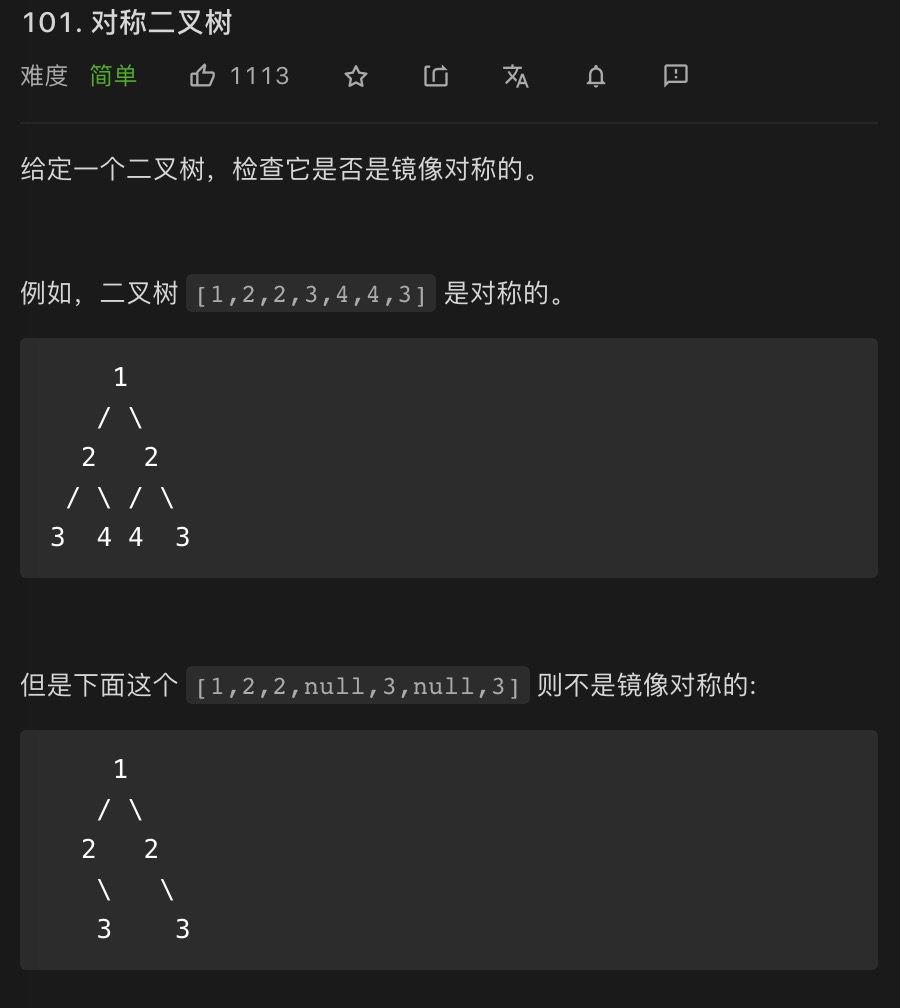 101. 对称二叉树
难度 简单 1113
给定一个二叉树，检查它是否是镜像对称的。
例如，二叉树 [1,2,2,3,4,4,3] 是对称的。
    1
   / \
  2   2
 / \ / \
3  4 4  3
但是下面这个 [1,2,2,null,3,null,3] 则不是镜像对称的:
    1
   / \
  2   2
   \   \
   3    3